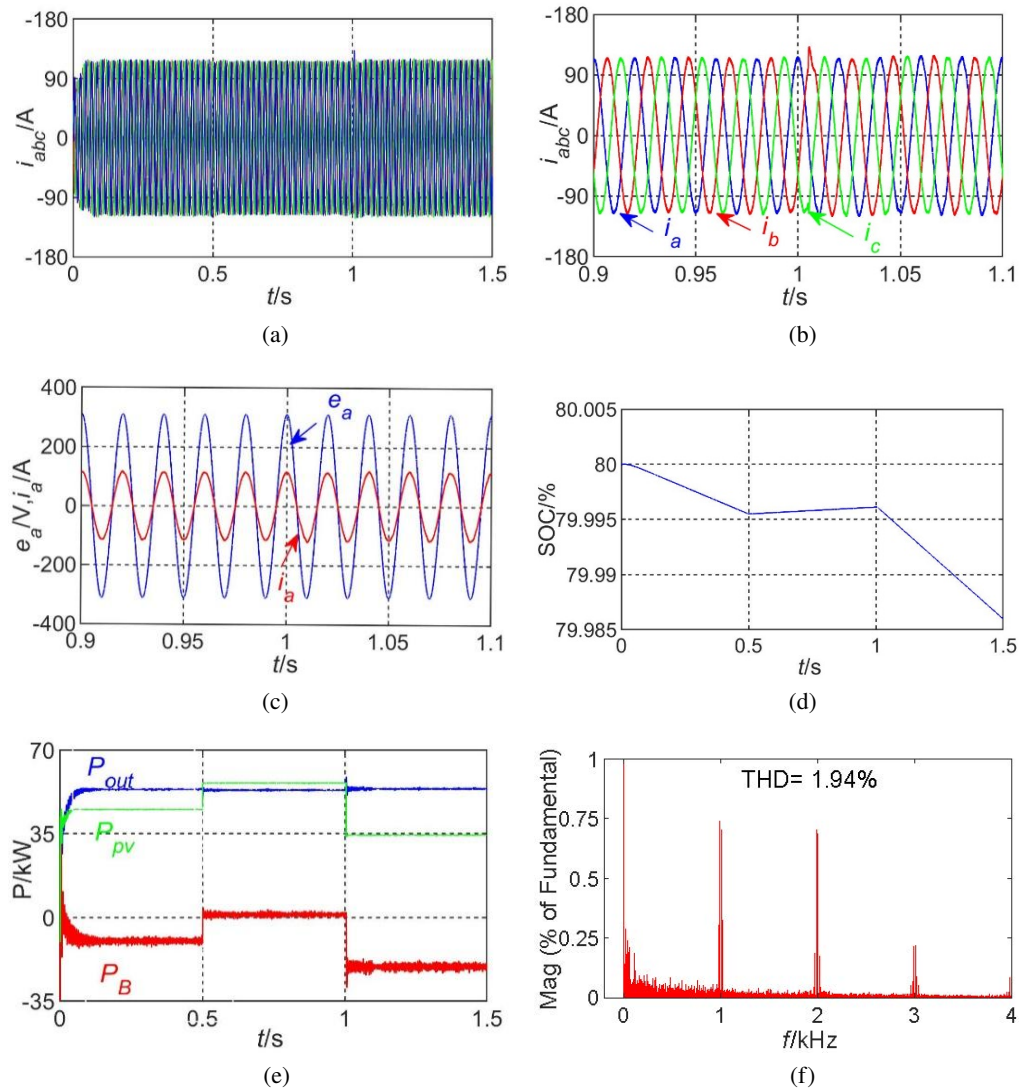 -180
90
0
-90
-180
i_abc/A
0 0.5 1 1.5
t/s
(a)
-180
90
0
-90
-180
i_abc/A
i_a
i_b
i_c
0.9 0.95 1 1.05 1.1
t/s
(b)
400
200
0
-200
-400
e_a/V,i_a/A
e_a
i_a
0.9 0.95 1 1.05 1.1
t/s
(c)
80.005
80
79.995
79.99
79.985
SOC/%
0 0.5 1 1.5
t/s
(d)
70
35
0
-35
P/kW
P_out
P_pv
P_B
0 0.5 1 1.5
t/s
(e)
1
0.75
0.5
0.25
0
Mag (% of Fundamental)
THD= 1.94%
0 1 2 3 4
f/kHz
(f)